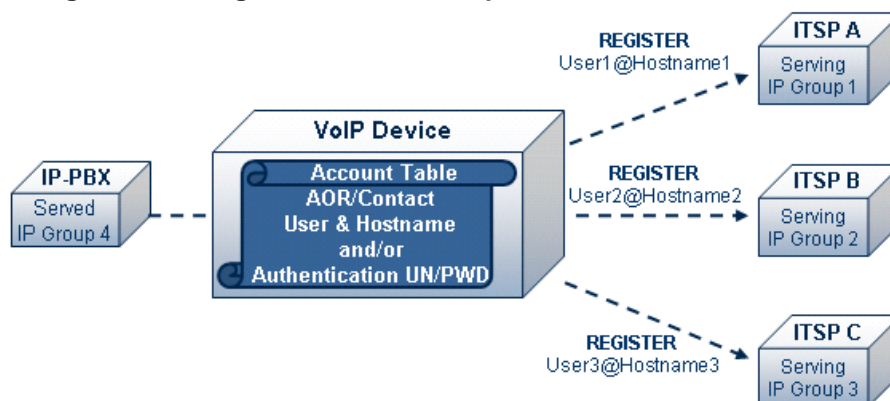 IP-PBX
Served
IP Group 4
VoIP Device
Account Table
AOR/Contact
User & Hostname
and/or
Authentication UN/PWD
REGISTER
User1@Hostname1
ITSP A
Serving
IP Group 1
REGISTER
User2@Hostname2
ITSP B
Serving
IP Group 2
REGISTER
User3@Hostname3
ITSP C
Serving
IP Group 3